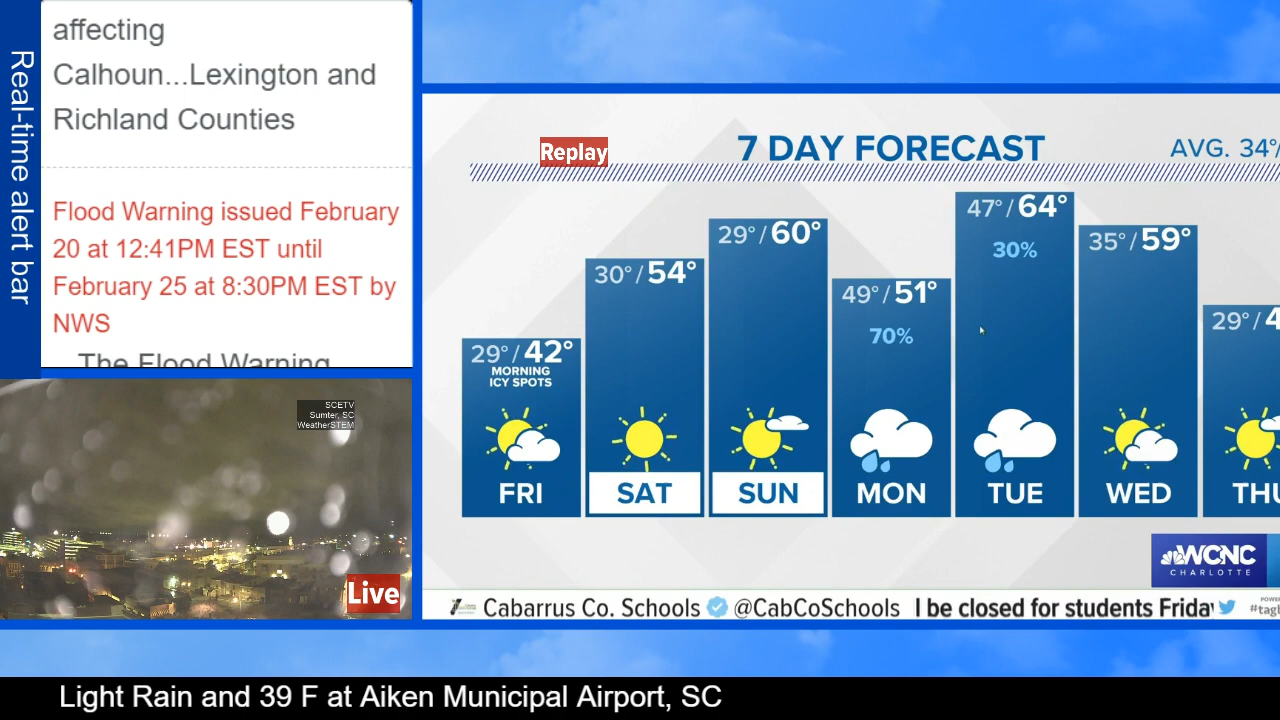 Real-time alert bar
affecting
Calhoun...Lexington and
Richland Counties
Flood Warning issued February
20 at 12:41PM EST until
February 25 at 8:30PM EST by
NWS
The Flood Warning
SCETV
Sumter, SC
WeatherSTEM
Live
Replay
7 DAY FORECAST
AVG. 34°/
29°/42°
MORNING
ICY SPOTS
FRI
30°/54°
SAT
29°/60°
SUN
49°/51°
70%
MON
47°/64°
30%
TUE
35°/59°
WED
29°/4
THU
WCNC
CHARLOTTE
Cabarrus Co. Schools @CabCoSchools l be closed for students Friday
POWE
#tagb
Light Rain and 39 F at Aiken Municipal Airport, SC